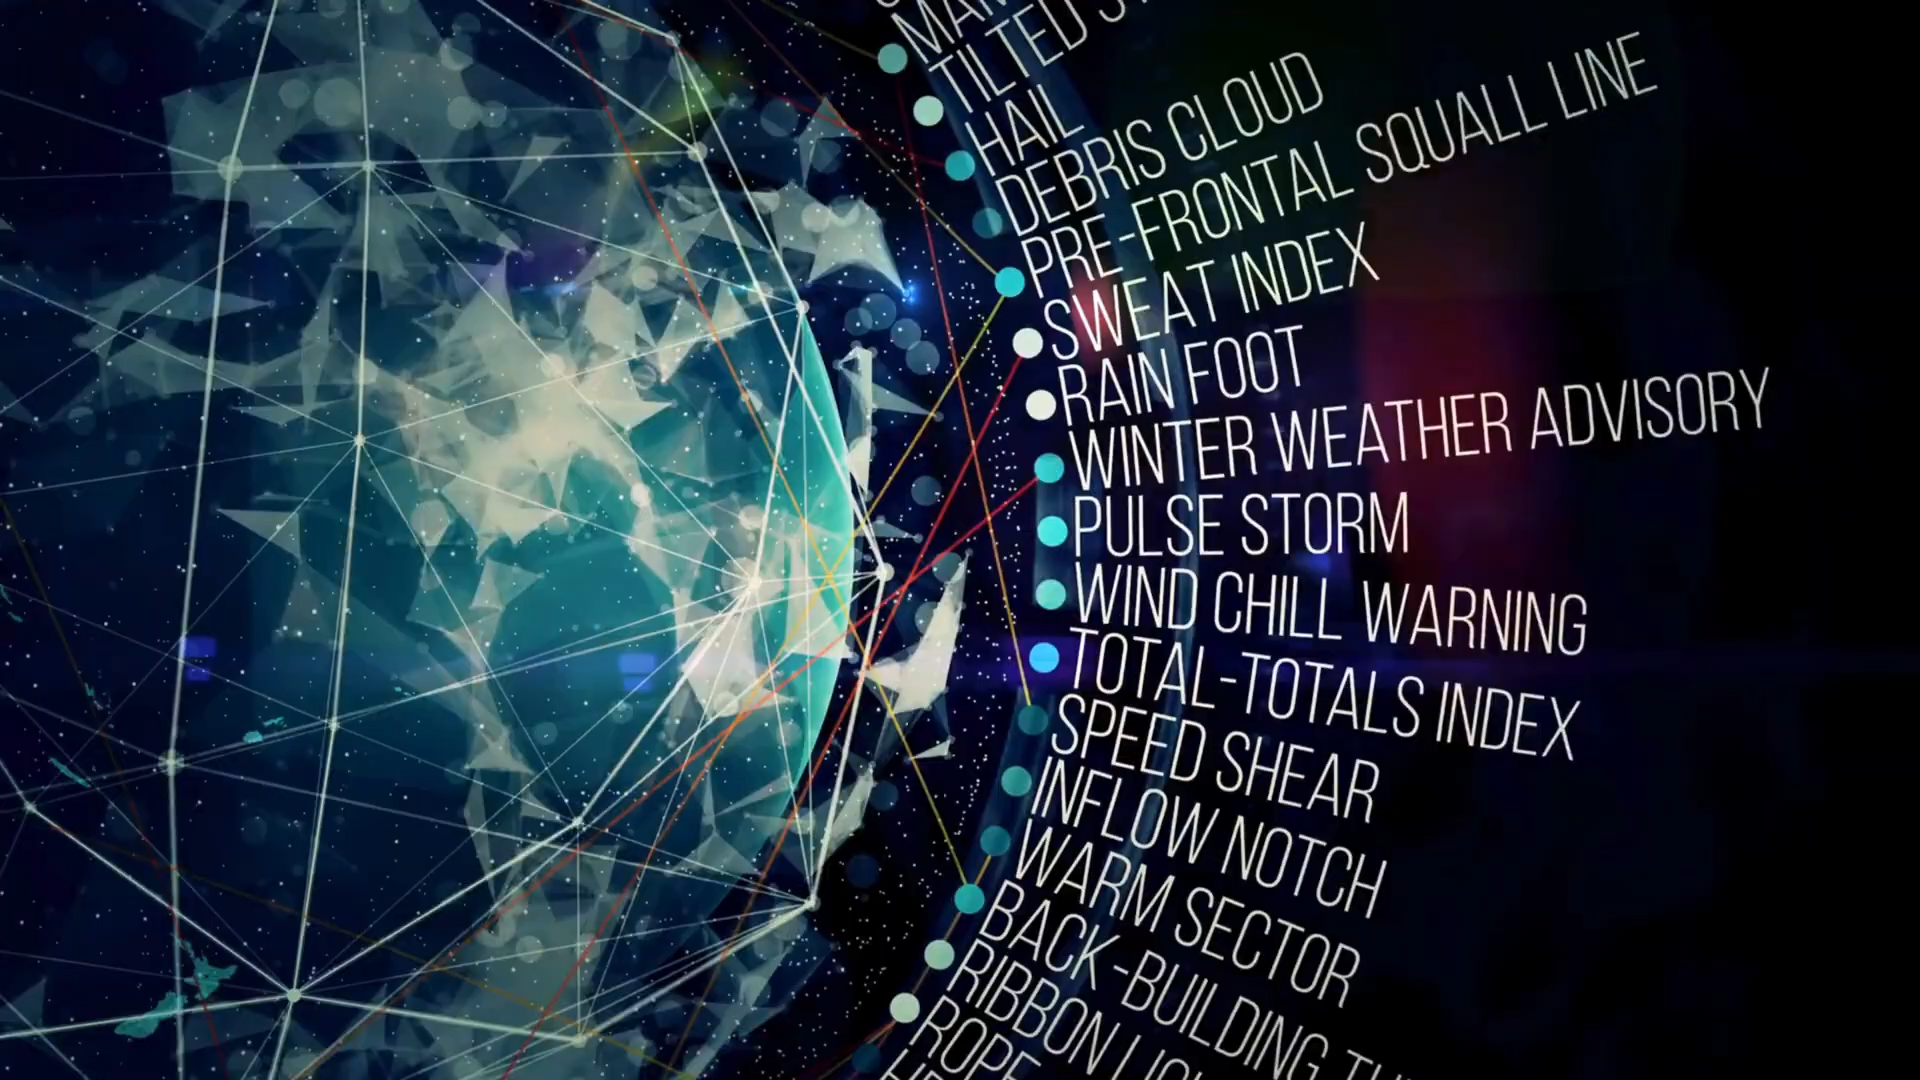 TILTED
HAIL
DEBRIS CLOUD
PRE-FRONTAL SQUALL LINE
SWEAT INDEX
RAIN FOOT
WINTER WEATHER ADVISORY
PULSE STORM
WIND CHILL WARNING
TOTAL-TOTALS INDEX
SPEED SHEAR
INFLOW NOTCH
WARM SECTOR
BACK-BUILDING
RIBBON
ROPE